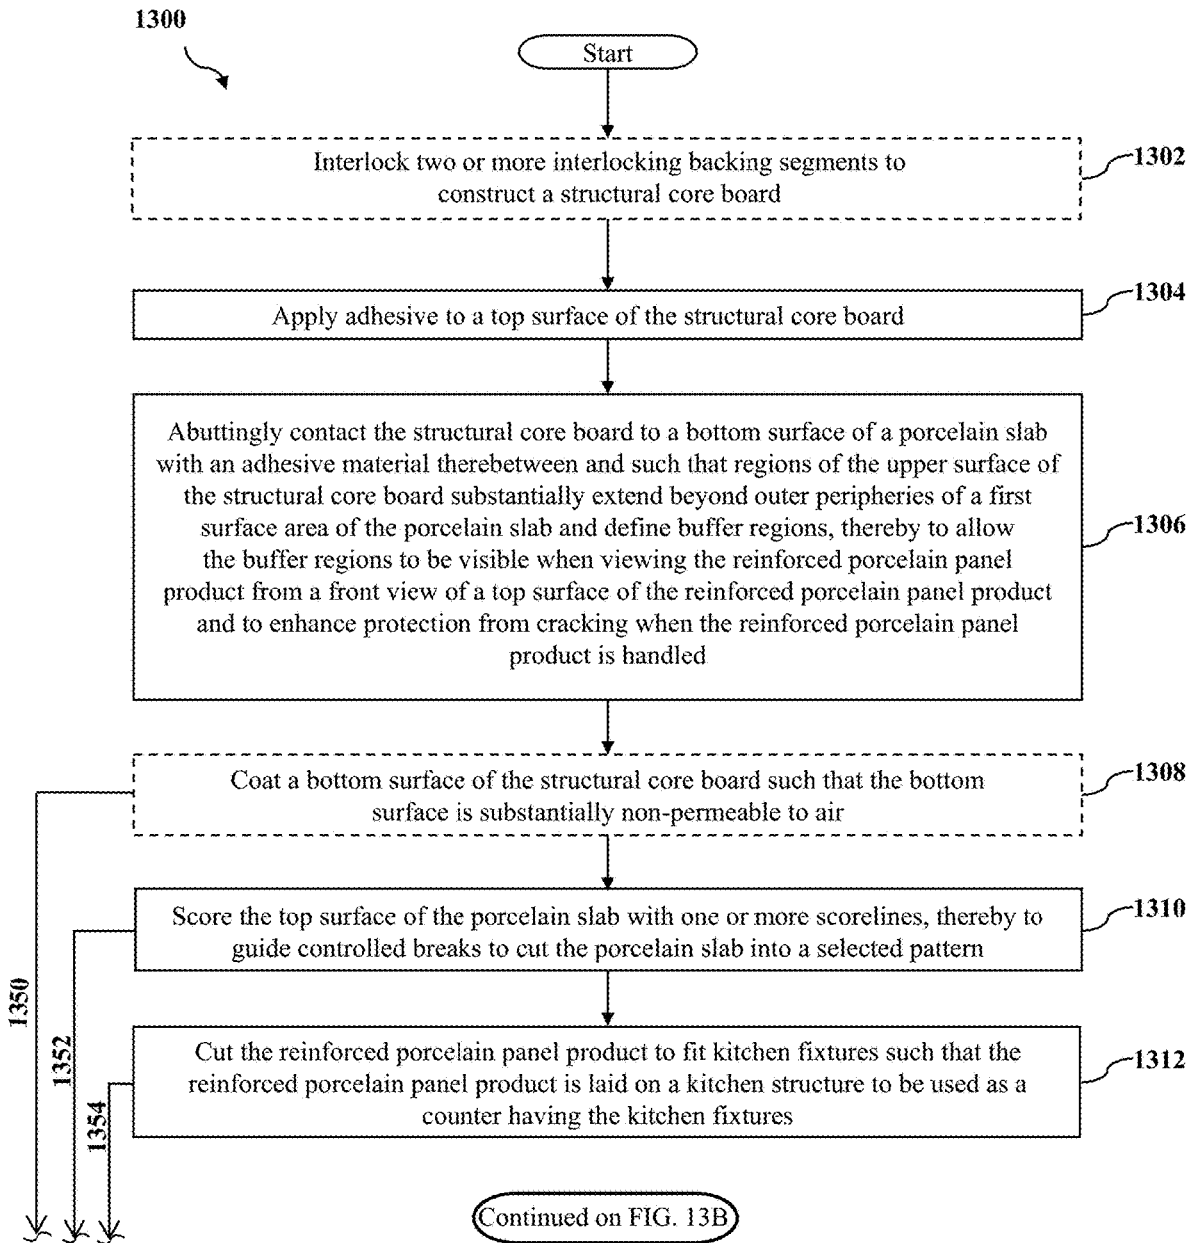 1300
Start
Interlock two or more interlocking backing segments to
construct a structural core board
1302
Apply adhesive to a top surface of the structural core board
1304
Abuttingly contact the structural core board to a bottom surface of a porcelain slab
with an adhesive material therebetween and such that regions of the upper surface of
the structural core board substantially extend beyond outer peripheries of a first
surface area of the porcelain slab and define buffer regions, thereby to allow
the buffer regions to be visible when viewing the reinforced porcelain panel
product from a front view of a top surface of the reinforced porcelain panel product
and to enhance protection from cracking when the reinforced porcelain panel
product is handled
1306
Coat a bottom surface of the structural core board such that the bottom
surface is substantially non-permeable to air
1308
Score the top surface of the porcelain slab with one or more scorelines, thereby to
guide controlled breaks to cut the porcelain slab into a selected pattern
1310
Cut the reinforced porcelain panel product to fit kitchen fixtures such that the
reinforced porcelain panel product is laid on a kitchen structure to be used as a
counter having the kitchen fixtures
1312
1350
1352
1354
Continued on FIG. 13B